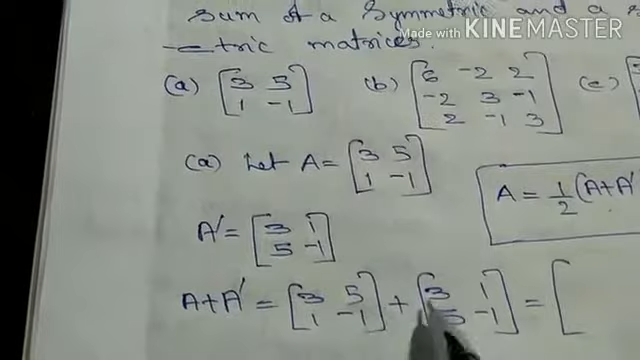 Made with KINEMASTER
sum of a Symmetric and a
tric matrices.
(a) [3 5
1 -1] (b) [6 -2 2
-2 3 -1
2 -1 3] (c)
(a) Let A = [3 5
1 -1]
A = 1/2 (A+A'
A' = [3 1
5 -1]
A+A' = [3 5
1 -1] + [3 1
5 -1] = [